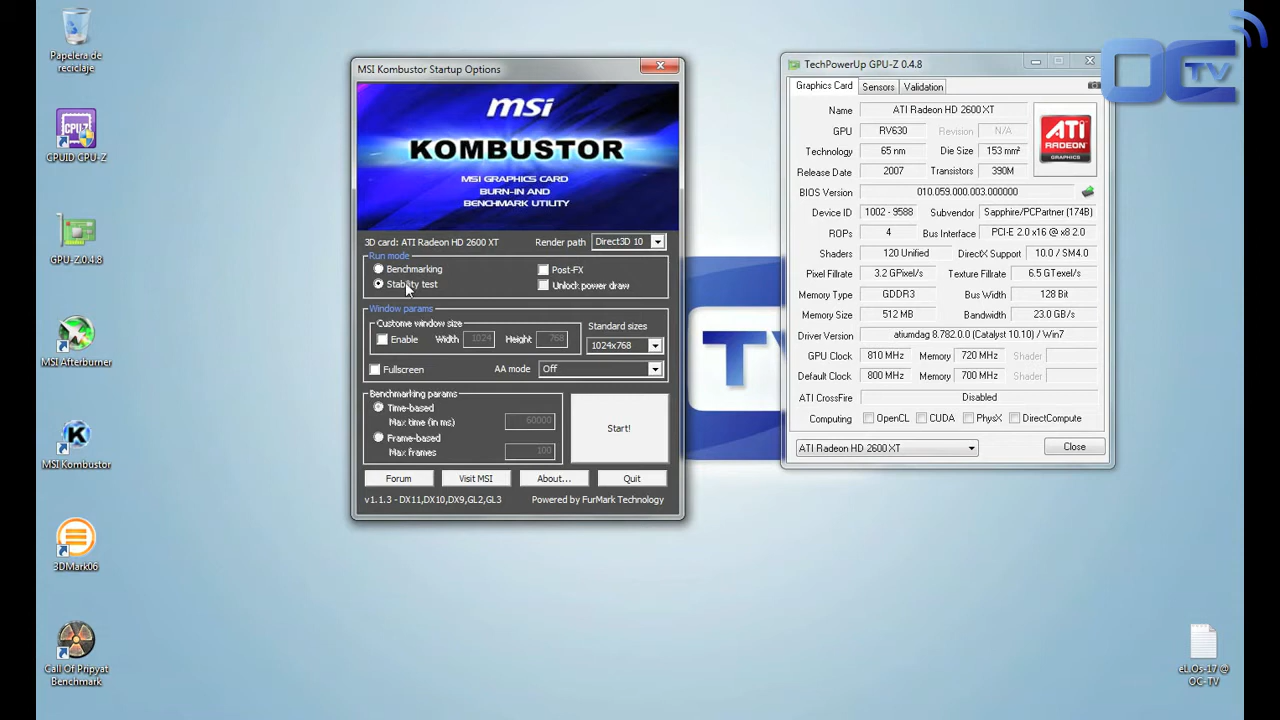 Papelera de
reciclaje
CPUID CPU-Z
GPU-Z.0.4.8
MSI Afterburner
MSI Kombustor
3DMark06
Call Of Pripyat
Benchmark
MSI Kombustor Startup Options
msi
KOMBUSTOR
MSI GRAPHICS CARD
BURN-IN AND
BENCHMARK UTILITY
3D card: ATI Radeon HD 2600 XT Render path Direct3D 10
Run mode
Benchmarking Post-FX
Stability test Unlock power draw
Window params
Custome window size Standard sizes
Enable Width 1024 Height 768 1024x768
Fullscreen AA mode Off
Benchmarking params
Time-based
Max time (in ms) 60000
Frame-based
Max frames 100
Start!
Forum Visit MSI About... Quit
v1.1.3 - DX11,DX10,DX9,GL2,GL3 Powered by FurMark Technology
TV
TechPowerUp GPU-Z 0.4.8
Graphics Card Sensors Validation
Name ATI Radeon HD 2600 XT
GPU RV630 Revision N/A
Technology 65 nm Die Size 153 mm²
Release Date 2007 Transistors 390M
ATI
RADEON
GRAPHICS
BIOS Version 010.059.000.003.000000
Device ID 1002 - 9588 Subvendor Sapphire/PCPartner (174B)
ROPs 4 Bus Interface PCI-E 2.0 x16 @ x8 2.0
Shaders 120 Unified DirectX Support 10.0 / SM4.0
Pixel Fillrate 3.2 GPixel/s Texture Fillrate 6.5 GTexel/s
Memory Type GDDR3 Bus Width 128 Bit
Memory Size 512 MB Bandwidth 23.0 GB/s
Driver Version atiumdag 8.782.0.0 (Catalyst 10.10) / Win7
GPU Clock 810 MHz Memory 720 MHz Shader
Default Clock 800 MHz Memory 700 MHz Shader
ATI CrossFire Disabled
Computing OpenCL CUDA PhysX DirectCompute
ATI Radeon HD 2600 XT Close
OC TV
eL.Os-17 @
OC-TV